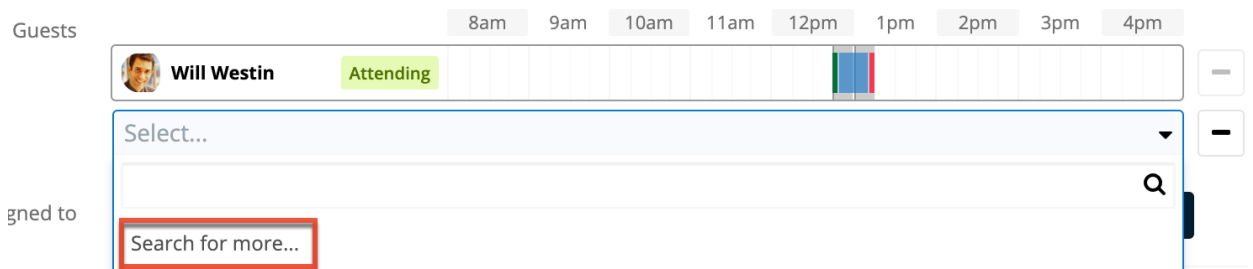 Guests
8am 9am 10am 11am 12pm 1pm 2pm 3pm 4pm
Will Westin Attending
Select...
gned to
Search for more...